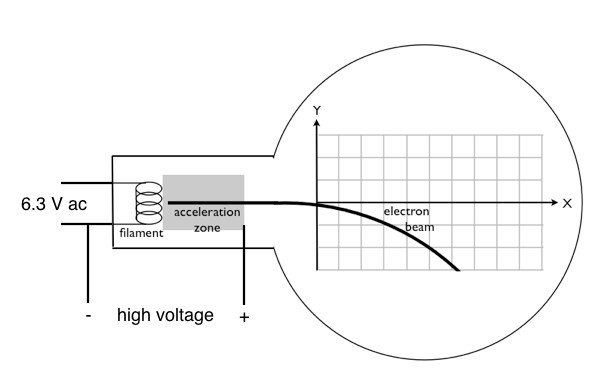 Y
X
6.3 V ac
acceleration
zone
electron
beam
filament
- high voltage +